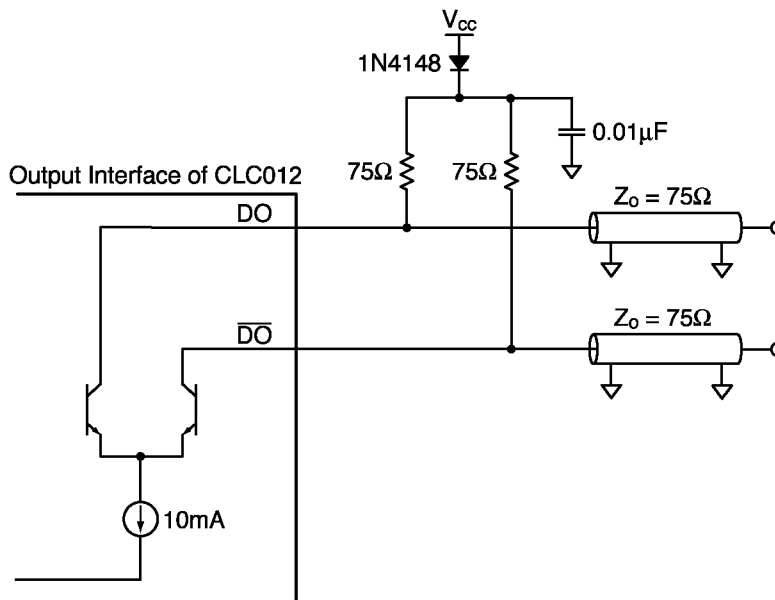 Vcc
1N4148
0.01μF
75Ω 75Ω
Output Interface of CLC012
DO
Zo = 75Ω
DO
Zo = 75Ω
10mA